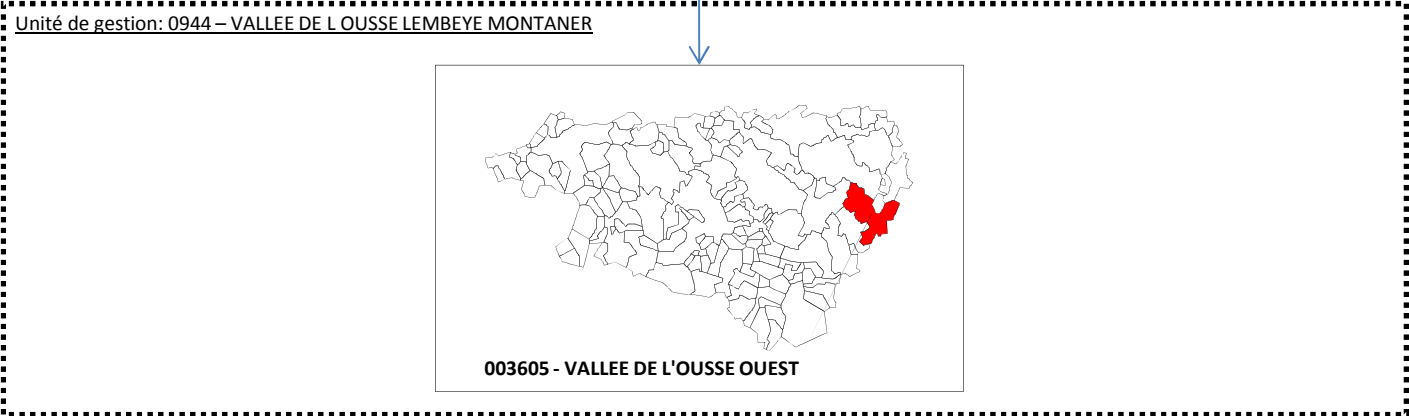 Unité de gestion: 0944 – VALLEE DE L OUSSE LEMBEYE MONTANER
003605 - VALLEE DE L'OUSSE OUEST